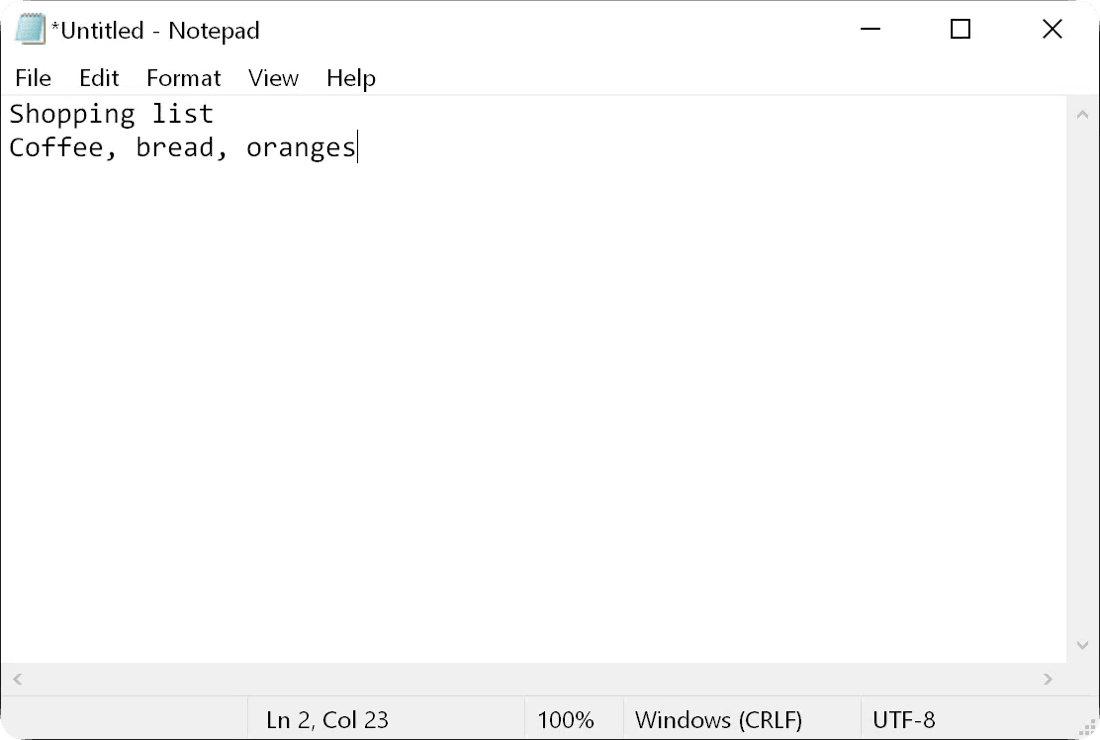 *Untitled - Notepad
File Edit Format View Help
Shopping list
Coffee, bread, oranges
Ln 2, Col 23 100% Windows (CRLF) UTF-8